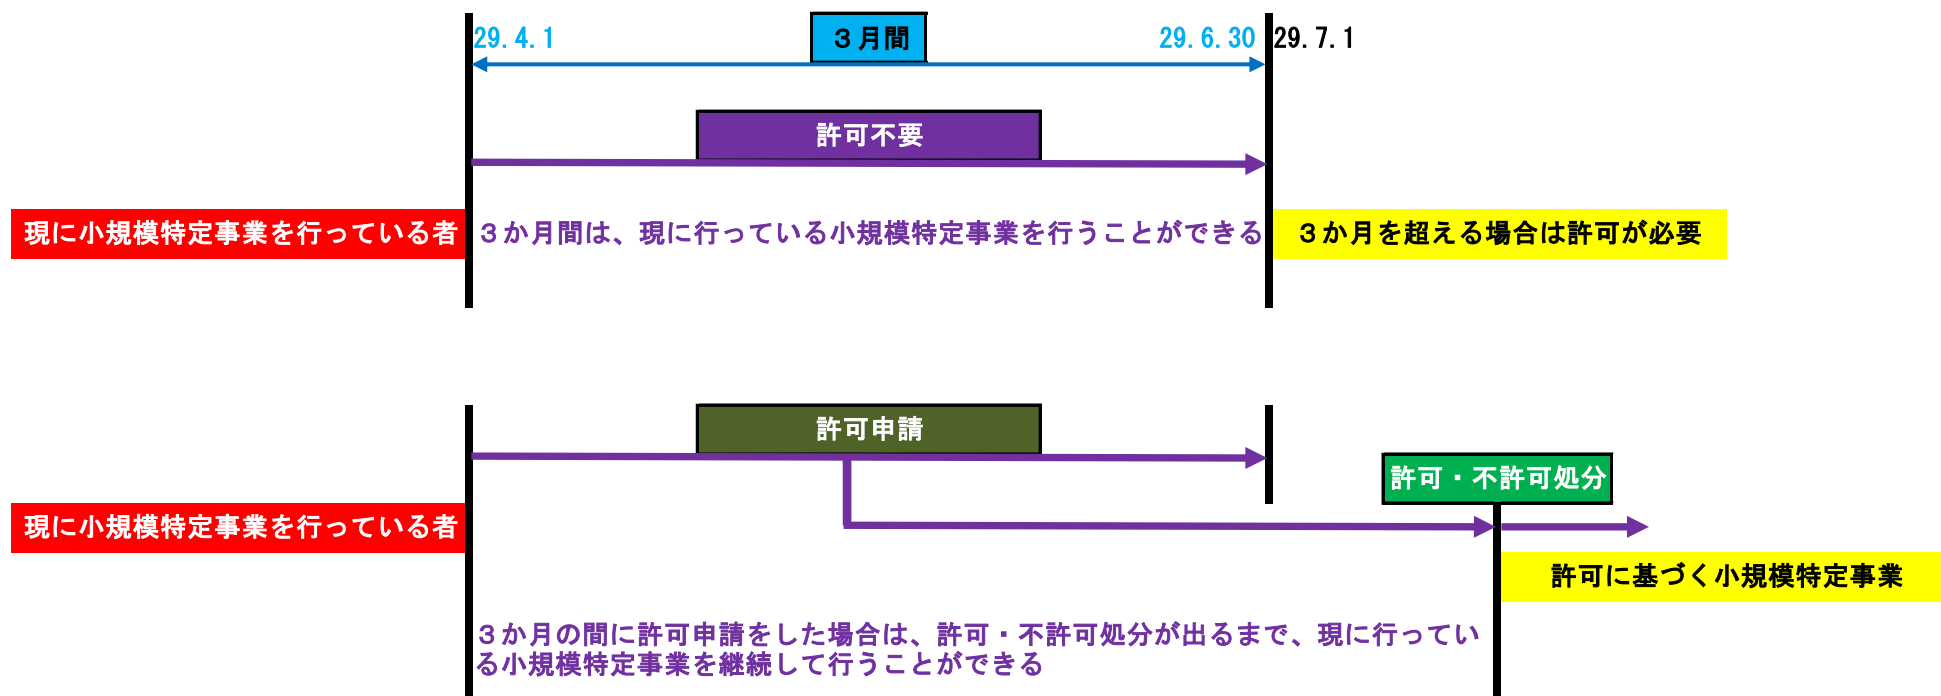 29.4.1
３月間
29.6.30
29.7.1
許可不要
現に小規模特定事業を行っている者
３か月間は、現に行っている小規模特定事業を行うことができる
３か月を超える場合は許可が必要
許可申請
許可・不許可処分
現に小規模特定事業を行っている者
許可に基づく小規模特定事業
３か月の間に許可申請をした場合は、許可・不許可処分が出るまで、現に行ってい
る小規模特定事業を継続して行うことができる